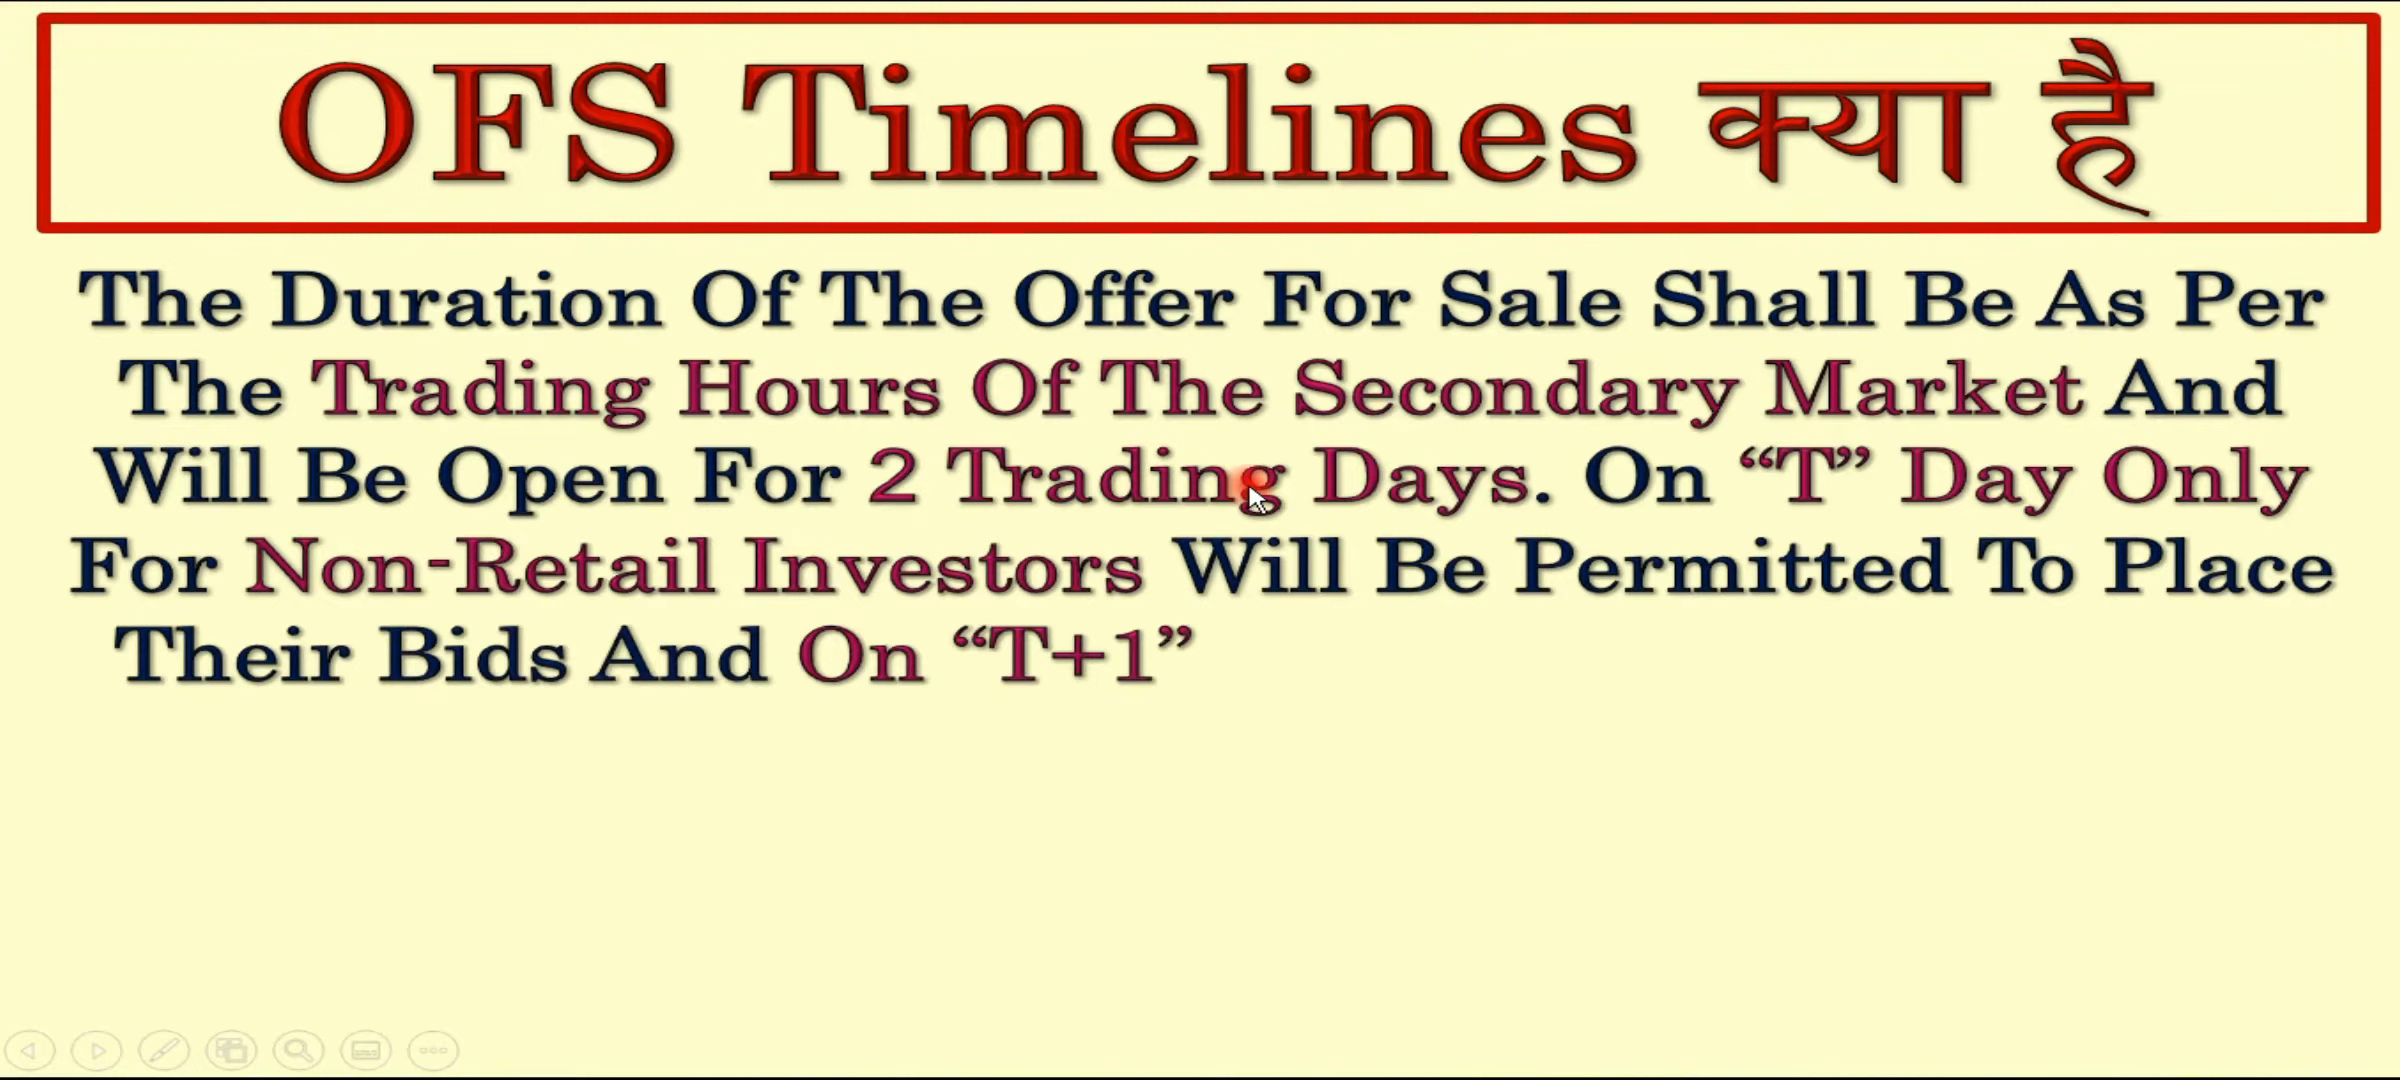 OFS Timelines क्या है
The Duration Of The Offer For Sale Shall Be As Per
The Trading Hours Of The Secondary Market And
Will Be Open For 2 Trading Days. On “T” Day Only
For Non-Retail Investors Will Be Permitted To Place
Their Bids And On “T+1”